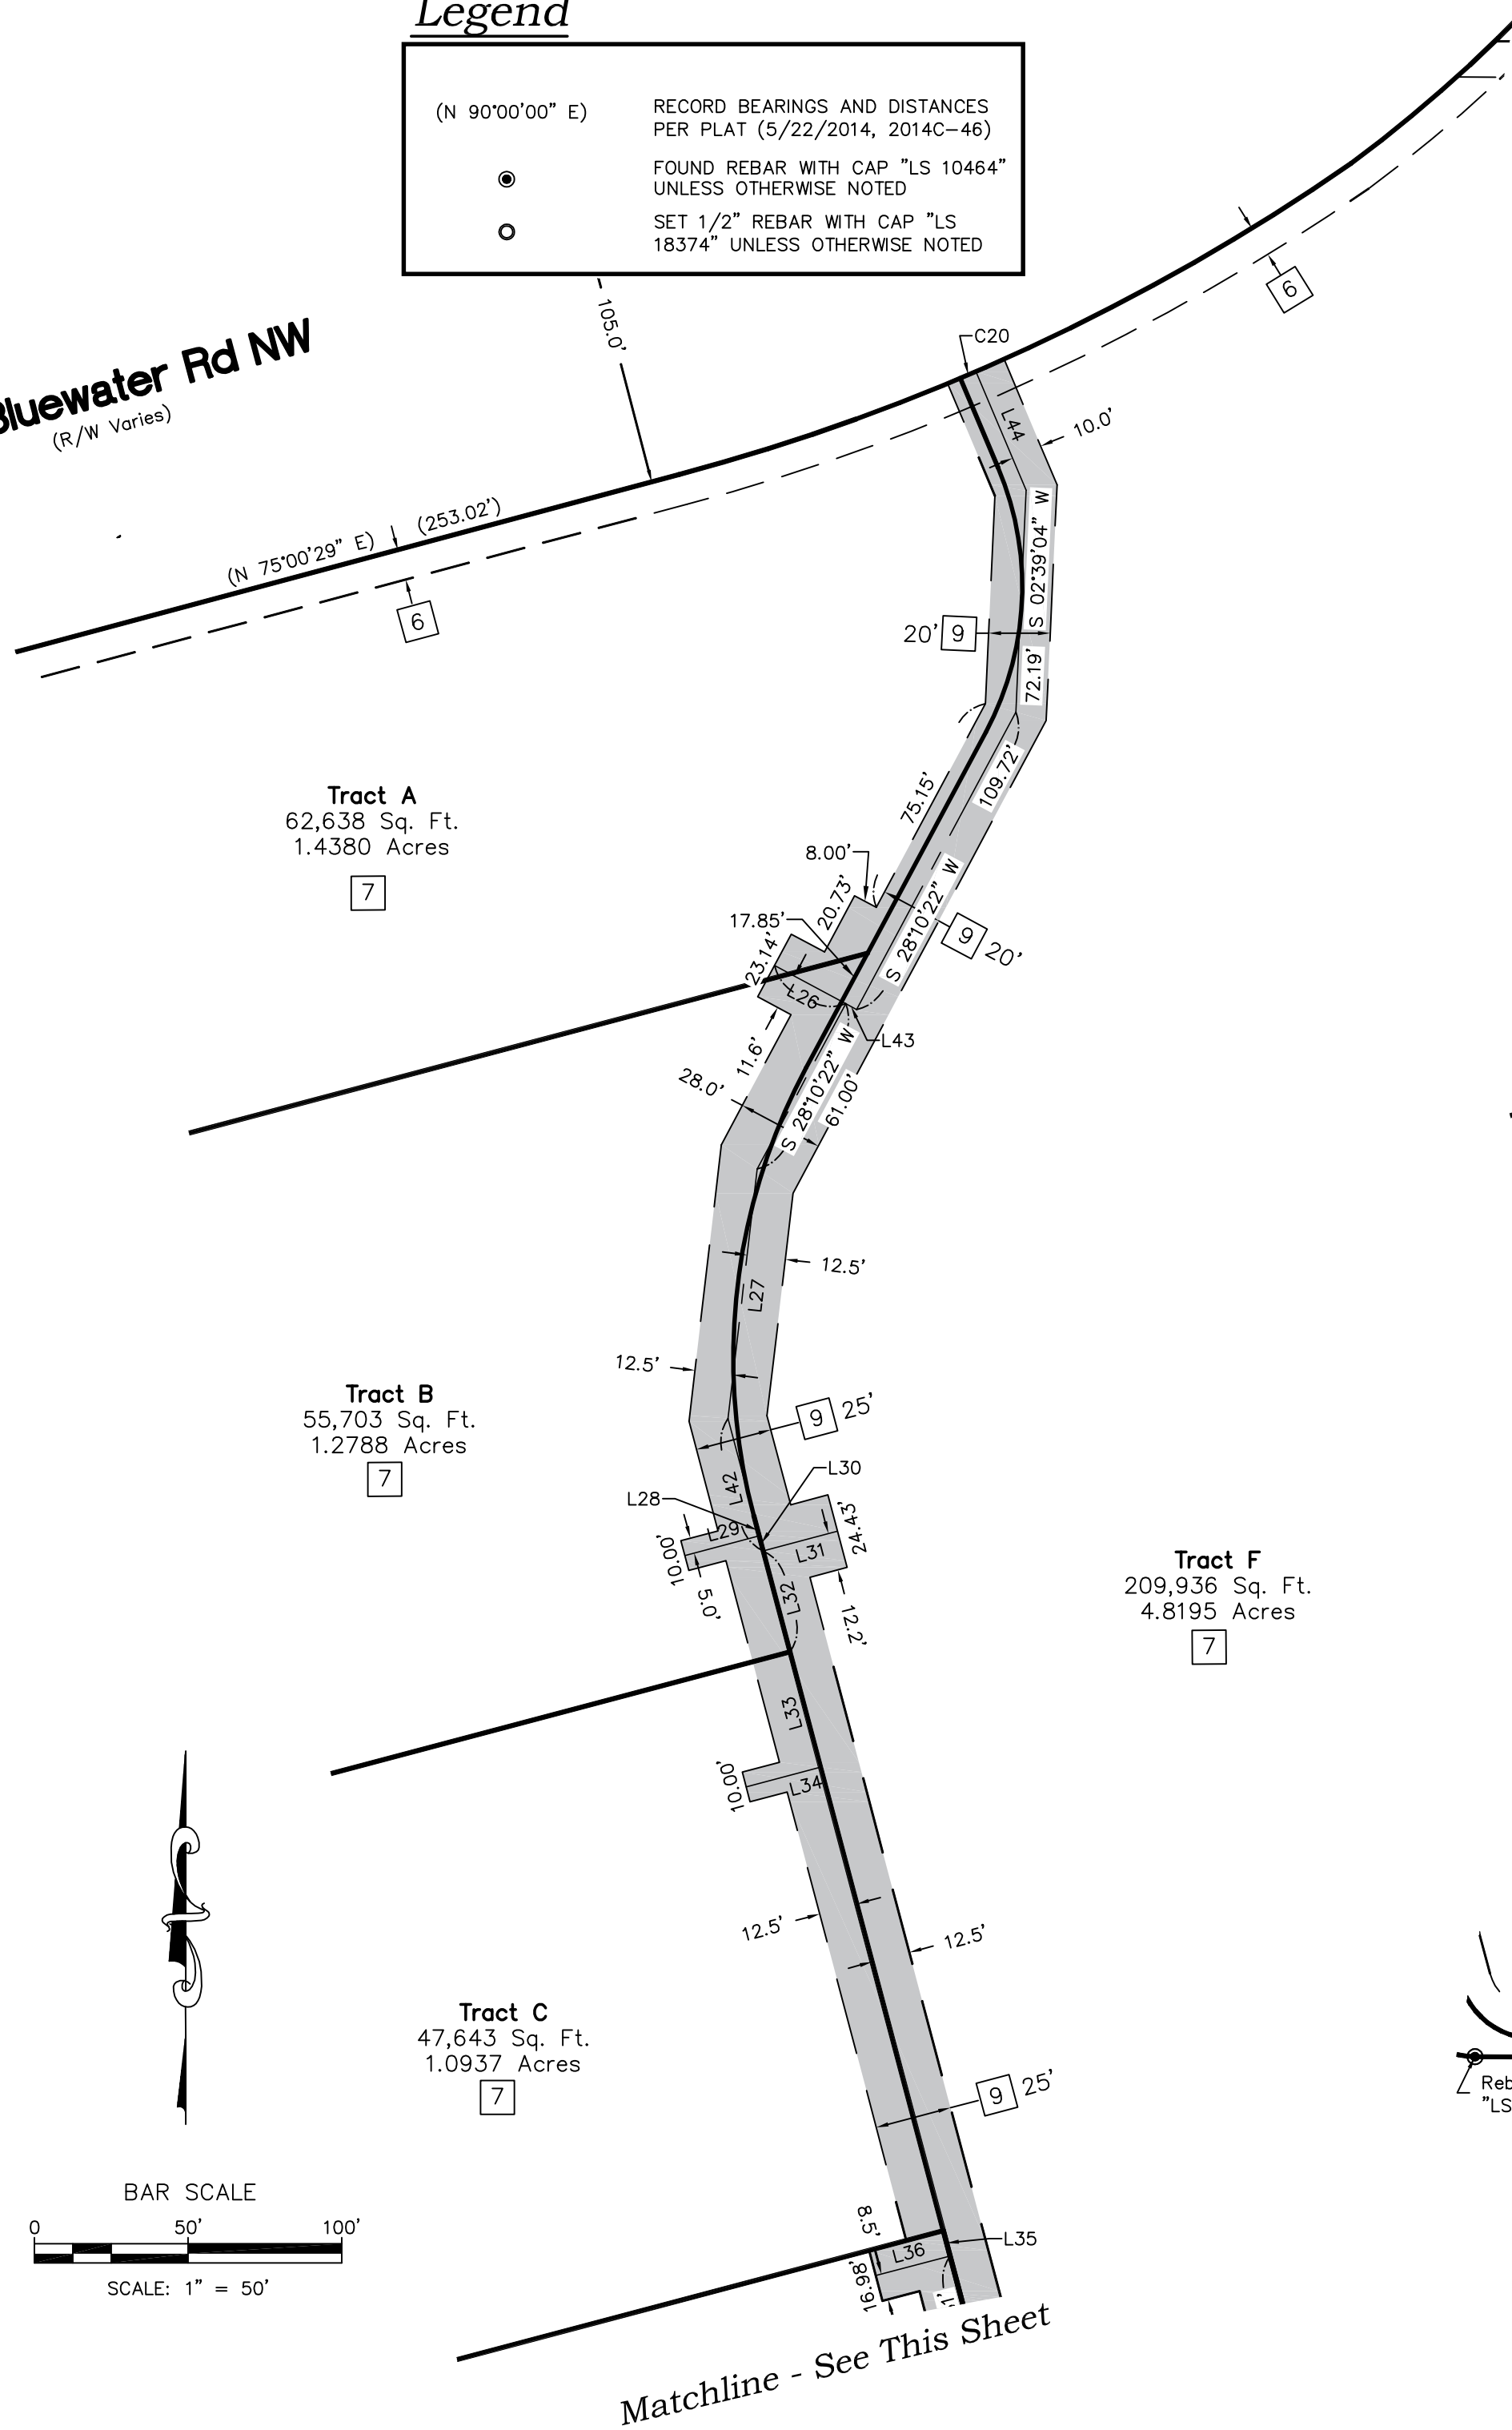 Legend
(N 90°00'00" E)
RECORD BEARINGS AND DISTANCES
PER PLAT (5/22/2014, 2014C-46)
FOUND REBAR WITH CAP "LS 10464"
UNLESS OTHERWISE NOTED
SET 1/2" REBAR WITH CAP "LS
18374" UNLESS OTHERWISE NOTED
105.0'
6
Bluewater Rd NW
(R/W Varies)
C20
L44
10.0'
(N 75°00'29" E)
(253.02')
6
S 02°39'04" W
72.19'
20' 9
Tract A
62,638 Sq. Ft.
1.4380 Acres
7
75.15'
109.72'
8.00'
20.73'
17.85'
23.14'
S 28°10'22" W
9 20'
L26
L43
11.6'
28.0'
S 28°10'22" W
61.00'
12.5'
L27
12.5'
Tract B
55,703 Sq. Ft.
1.2788 Acres
7
9 25'
L42
L30
L28
L29
10.00'
5.0'
L31
24.43'
L32
12.2'
Tract F
209,936 Sq. Ft.
4.8195 Acres
7
L33
L34
10.00'
12.5'
12.5'
Tract C
47,643 Sq. Ft.
1.0937 Acres
7
9 25'
Reb
"LS
BAR SCALE
0 50' 100'
SCALE: 1" = 50'
8.5'
L36
L35
16.98'
1'
Matchline - See This Sheet